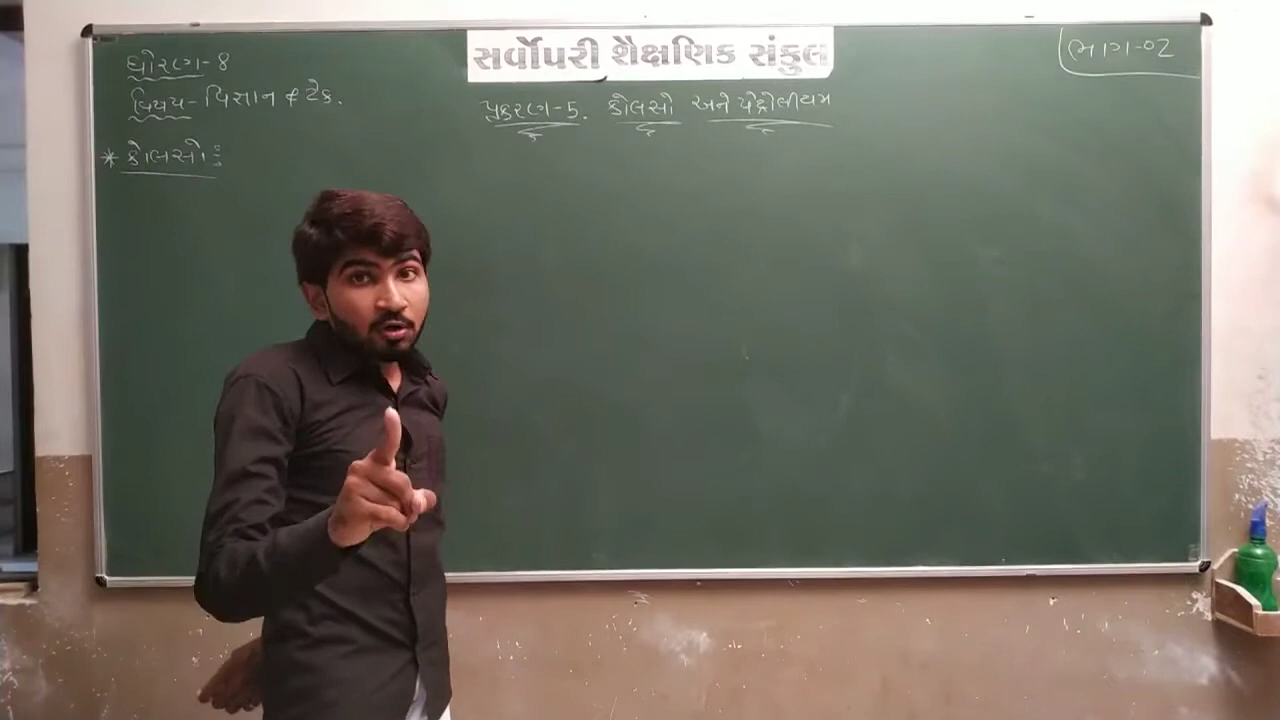 સર્વોપરી શૈક્ષણિક સંકુલ
ધોરણ-8
ભાગ-02
વિષય- વિજ્ઞાન & ટેક.
પ્રકરણ-5. કોલસો અને પેટ્રોલીયમ
* કોલસો: